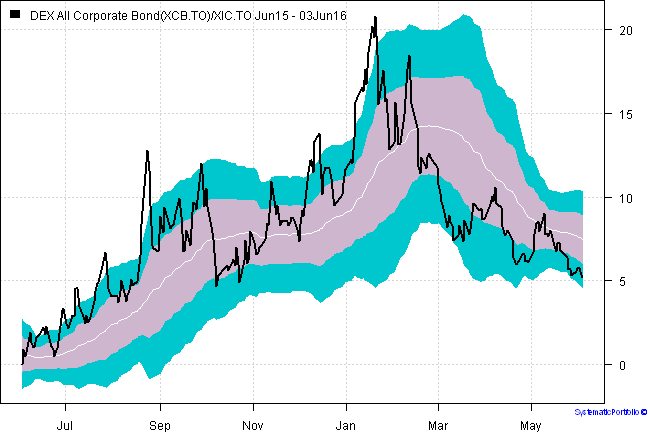 DEX All Corporate Bond(XCB.TO)/XIC.TO Jun15 - 03Jun16
20
15
10
5
0
Jul Sep Nov Jan Mar May
SystematicPortfolio ©